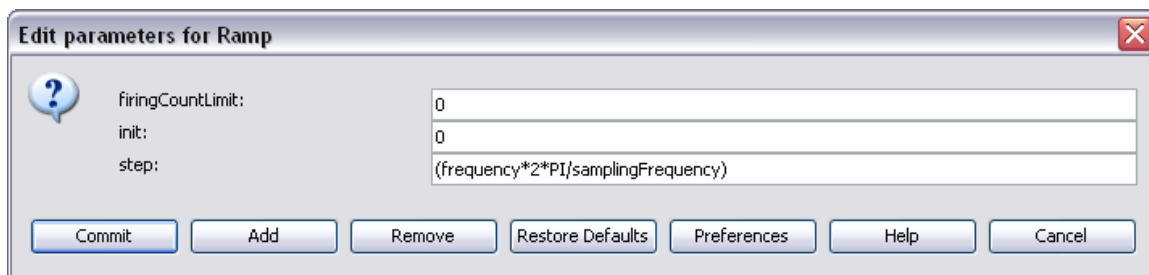 Edit parameters for Ramp
firingCountLimit: 0
init: 0
step: (frequency*2*PI/samplingFrequency)
Commit Add Remove Restore Defaults Preferences Help Cancel